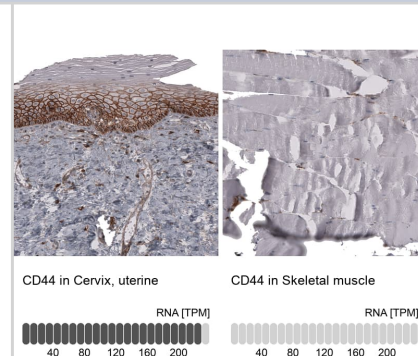 CD44 in Cervix, uterine
CD44 in Skeletal muscle
RNA [TPM]
RNA [TPM]
40 80 120 160 200
40 80 120 160 200